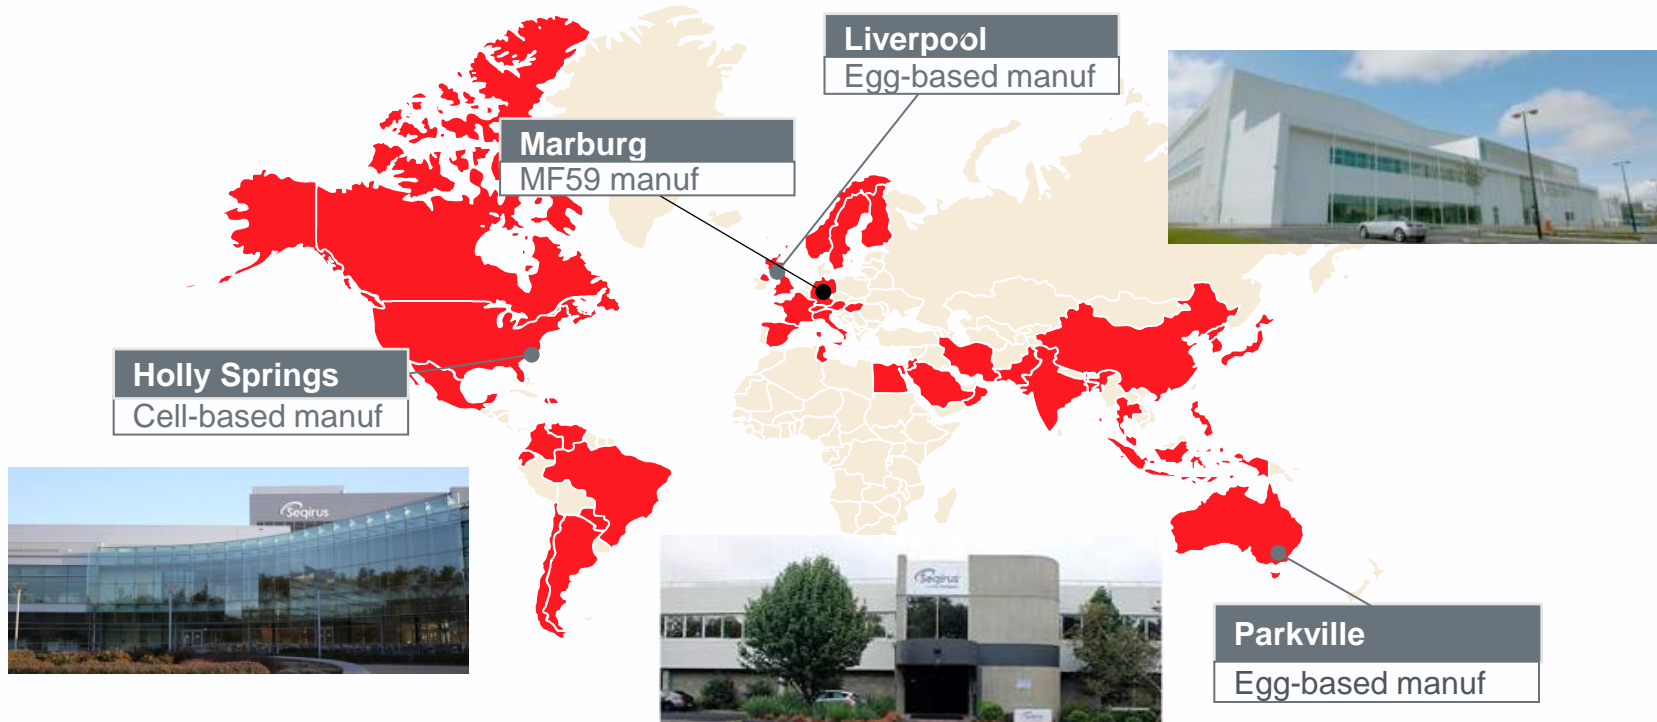 Liverpool
Egg-based manuf
Marburg
MF59 manuf
Holly Springs
Cell-based manuf
Seqirus
Seqirus
Parkville
Egg-based manuf